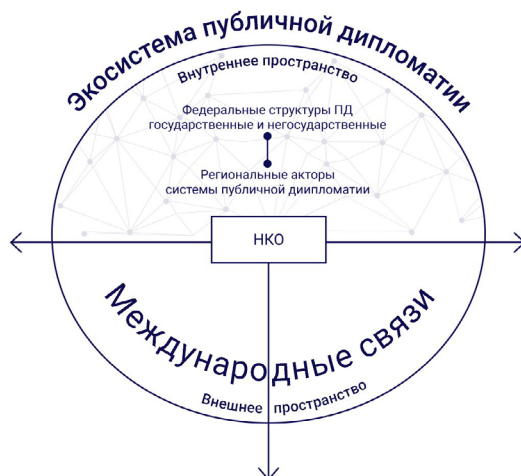 Экосистема публичной дипломатии
Внутреннее пространство
Федеральные структуры ПД
государственные и негосударственные
Региональные акторы
системы публичной диипломатии
НКО
Международные связи
Внешнее пространство